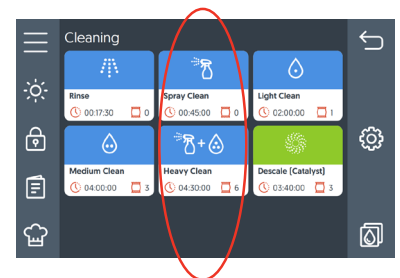 Cleaning
Rinse
00:17:30 0
Spray Clean
00:45:00 0
Light Clean
02:00:00 1
Medium Clean
04:00:00 3
Heavy Clean
04:30:00 6
Descale (Catalyst)
03:40:00 3